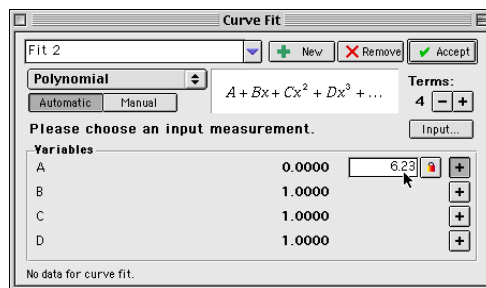 Curve Fit
Fit 2 New Remove Accept
Polynomial
A + Bx + Cx² + Dx³ + ...
Terms:
4 − +
Automatic Manual
Please choose an input measurement. Input...
Variables
A 0.0000 6.23 +
B 1.0000 +
C 1.0000 +
D 1.0000 +
No data for curve fit.